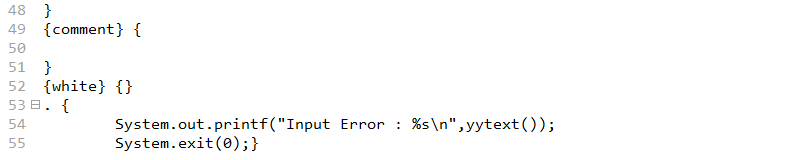 48 }
49 {comment} {
50
51 }
52 {white} {}
53 . {
54 System.out.printf("Input Error : %s\n",yytext());
55 System.exit(0);}